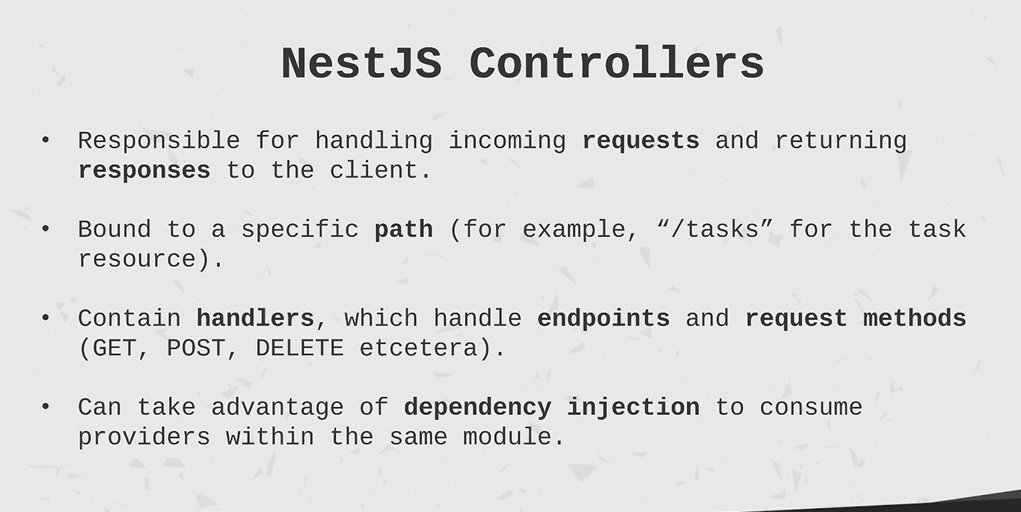 NestJS Controllers
• Responsible for handling incoming requests and returning
responses to the client.
• Bound to a specific path (for example, “/tasks” for the task
resource).
• Contain handlers, which handle endpoints and request methods
(GET, POST, DELETE etcetera).
• Can take advantage of dependency injection to consume
providers within the same module.